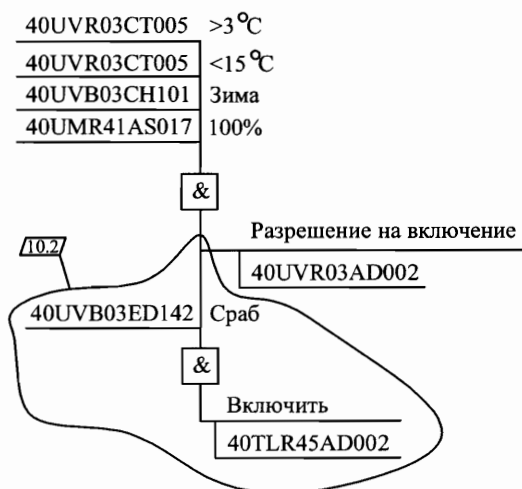 40UVR03CT005 >3°C
40UVR03CT005 <15°C
40UVB03CH101 Зима
40UMR41AS017 100%
&
Разрешение на включение
10.2
40UVR03AD002
40UVB03ED142 Сраб
&
Включить
40TLR45AD002